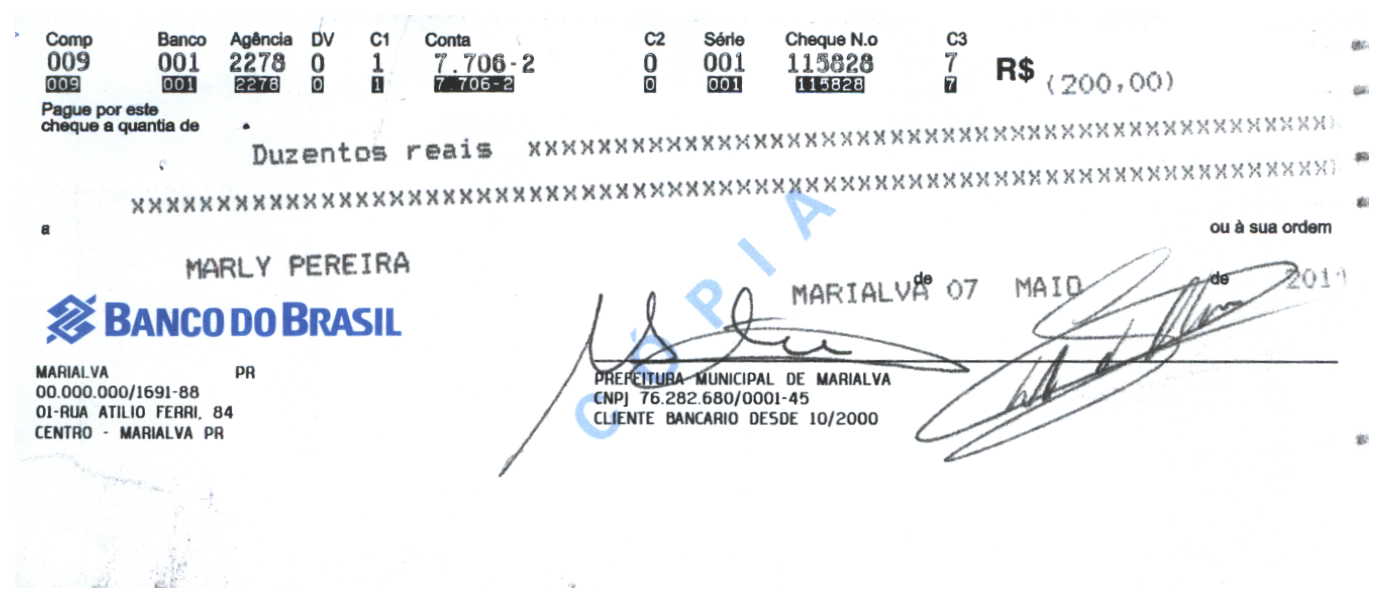 Comp Banco Agência DV C1 Conta C2 Série Cheque N.o C3
009 001 2278 0 1 7.706-2 0 001 115828 7 R$ (200,00)
009 001 2278 0 1 7.706-2 0 001 115828 7
Pague por este
cheque a quantia de
Duzentos reais xxxxxxxxxxxxxxxxxxxxxxxxxxxxxxxxxxxxxxxxxxxxxxxxxxxxx
xxxxxxxxxxxxxxxxxxxxxxxxxxxxxxxxxxxxxxxxxxxxxxxxxxxxxxxxxxxxxxxxxxxxxxxx
a ou à sua ordem
MARLY PEREIRA
MARIALVA de 07 MAIO de
BANCO DO BRASIL
CÓPIA
MARIALVA PR
00.000.000/1691-88
01-RUA ATILIO FERRI, 84
CENTRO - MARIALVA PR
PREFEITURA MUNICIPAL DE MARIALVA
CNPJ 76.282.680/0001-45
CLIENTE BANCARIO DESDE 10/2000